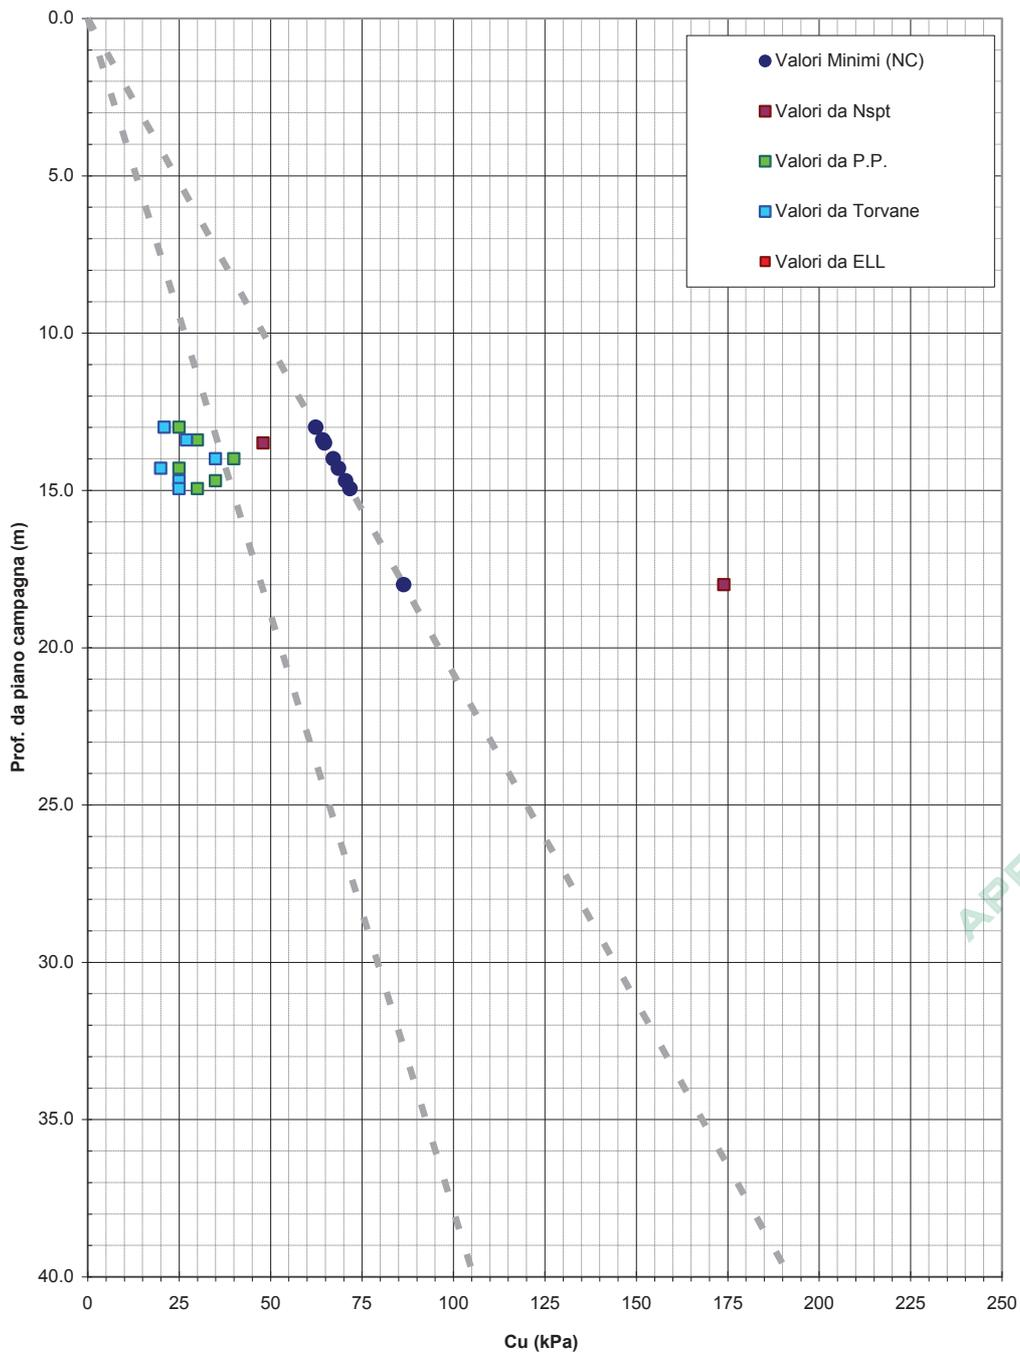 0.0
5.0
10.0
15.0
20.0
25.0
30.0
35.0
40.0
Prof. da piano campagna (m)
Valori Minimi (NC)
Valori da Nspt
Valori da P.P.
Valori da Torvane
Valori da ELL
0 25 50 75 100 125 150 175 200 225 250
Cu (kPa)